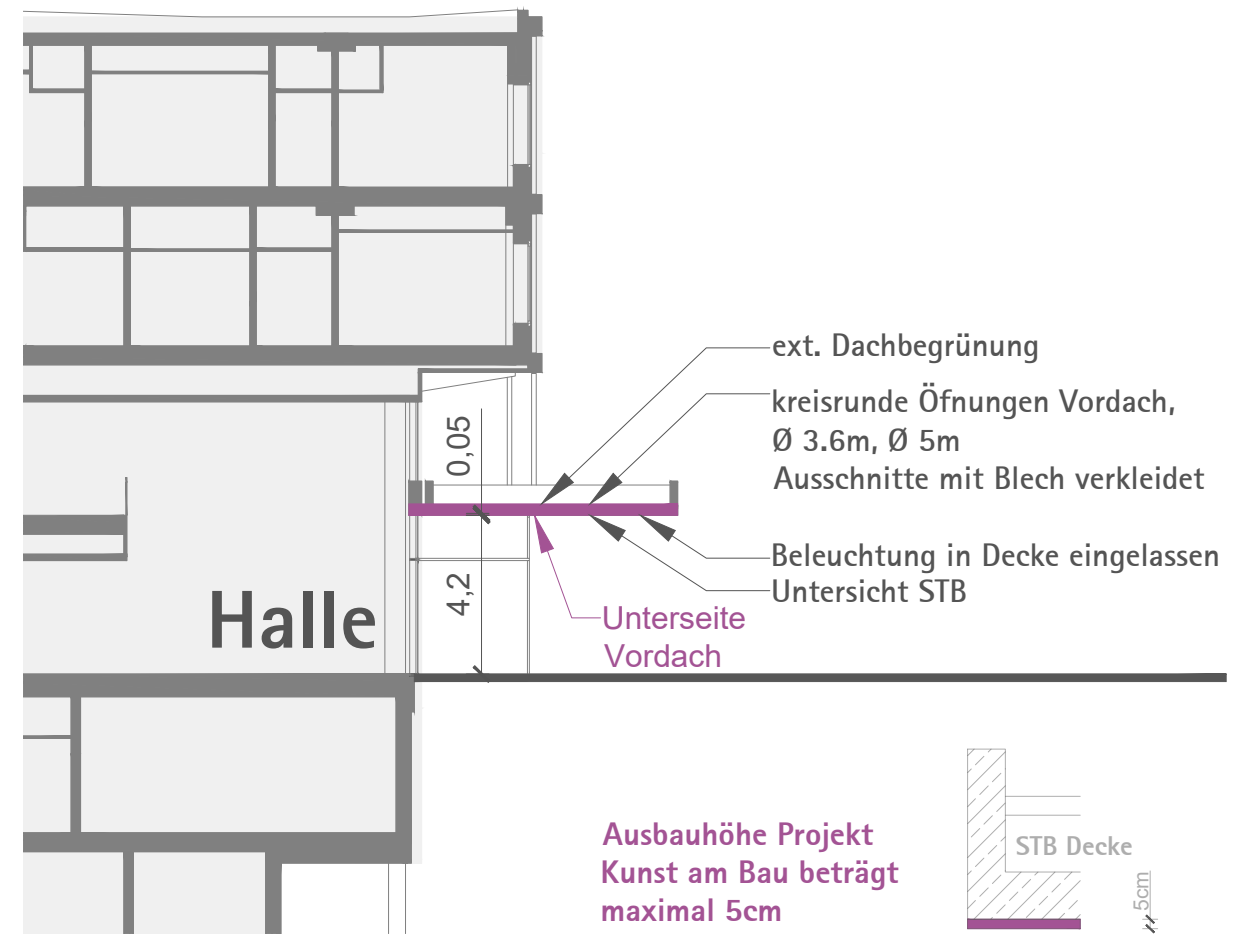 ext. Dachbegrünung
kreisrunde Öfnungen Vordach,
Ø 3.6m, Ø 5m
Ausschnitte mit Blech verkleidet
0,05
Beleuchtung in Decke eingelassen
Untersicht STB
4,2
Halle
Unterseite
Vordach
Ausbauhöhe Projekt
Kunst am Bau beträgt
maximal 5cm
STB Decke
5cm